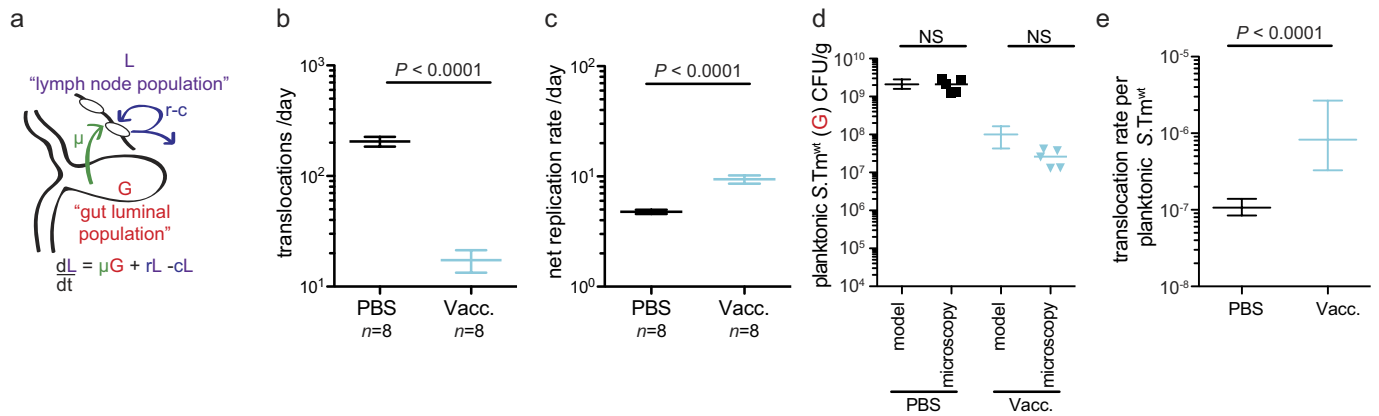 a
L
“lymph node population”
r-c
μ
G
“gut luminal
population”
dL = μG + rL -cL
dt
b
translocations /day
10³
10²
10¹
P < 0.0001
PBS
n=8
Vacc.
n=8
c
net replication rate /day
10²
10¹
10⁰
P < 0.0001
PBS
n=8
Vacc.
n=8
d
planktonic S.Tmʷᵗ (G) CFU/g
10¹⁰
10⁹
10⁸
10⁷
10⁶
10⁵
10⁴
NS
NS
model
microscopy
model
microscopy
PBS
Vacc.
e
translocation rate per
planktonic S.Tmʷᵗ
10⁻⁵
10⁻⁶
10⁻⁷
10⁻⁸
P < 0.0001
PBS
Vacc.